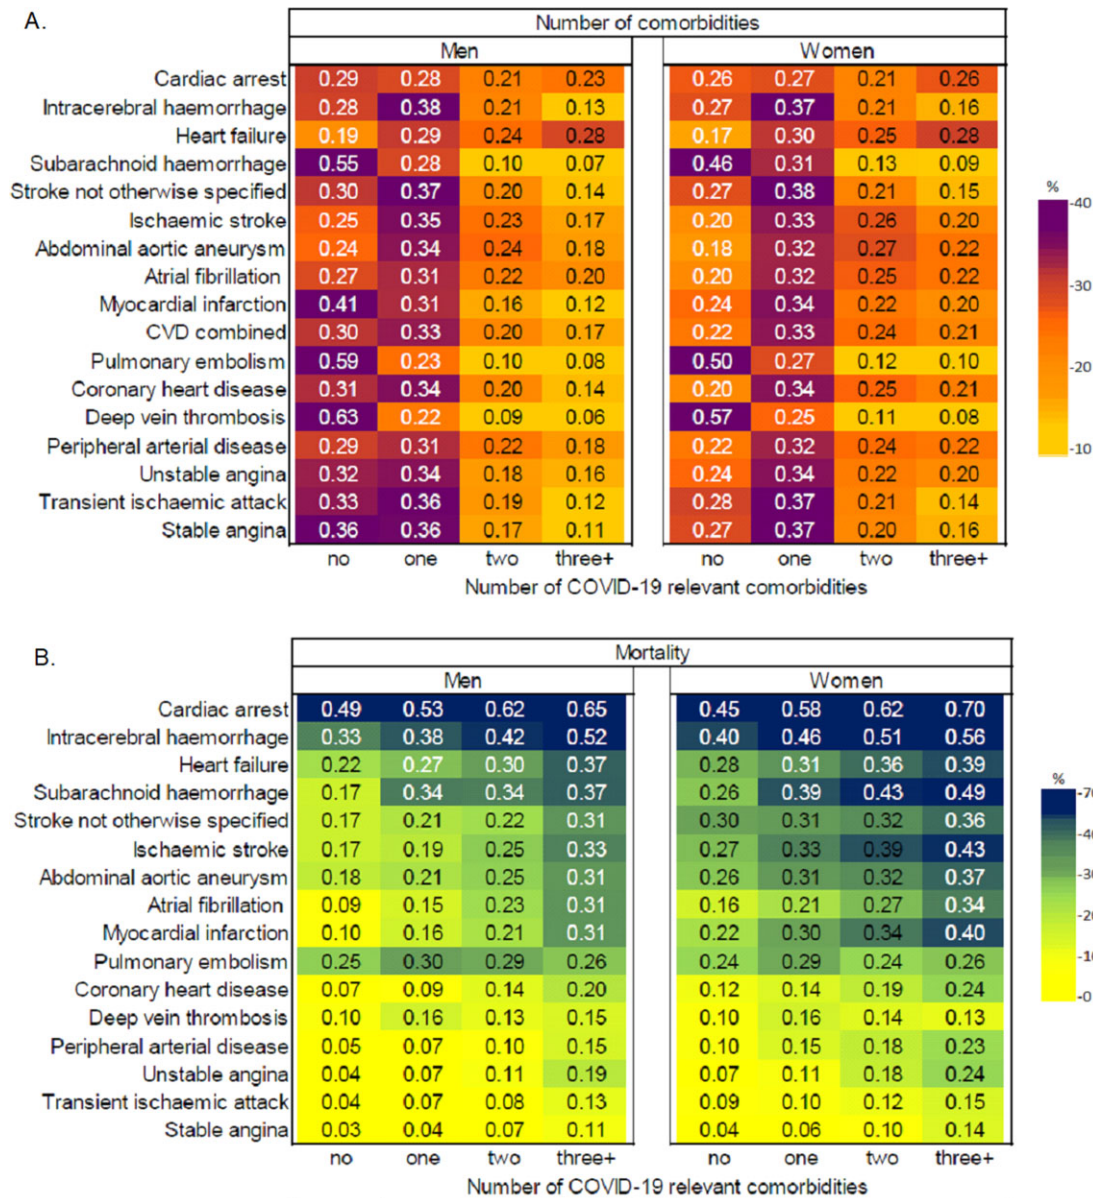 A.
Number of comorbidities
Men Women
Cardiac arrest 0.29 0.28 0.21 0.23 0.26 0.27 0.21 0.26
Intracerebral haemorrhage 0.28 0.38 0.21 0.13 0.27 0.37 0.21 0.16
Heart failure 0.19 0.29 0.24 0.28 0.17 0.30 0.25 0.28
Subarachnoid haemorrhage 0.55 0.28 0.10 0.07 0.46 0.31 0.13 0.09
Stroke not otherwise specified 0.30 0.37 0.20 0.14 0.27 0.38 0.21 0.15
Ischaemic stroke 0.25 0.35 0.23 0.17 0.20 0.33 0.26 0.20
Abdominal aortic aneurysm 0.24 0.34 0.24 0.18 0.18 0.32 0.27 0.22
Atrial fibrillation 0.27 0.31 0.22 0.20 0.20 0.32 0.25 0.22
Myocardial infarction 0.41 0.31 0.16 0.12 0.24 0.34 0.22 0.20
CVD combined 0.30 0.33 0.20 0.17 0.22 0.33 0.24 0.21
Pulmonary embolism 0.59 0.23 0.10 0.08 0.50 0.27 0.12 0.10
Coronary heart disease 0.31 0.34 0.20 0.14 0.20 0.34 0.25 0.21
Deep vein thrombosis 0.63 0.22 0.09 0.06 0.57 0.25 0.11 0.08
Peripheral arterial disease 0.29 0.31 0.22 0.18 0.22 0.32 0.24 0.22
Unstable angina 0.32 0.34 0.18 0.16 0.24 0.34 0.22 0.20
Transient ischaemic attack 0.33 0.36 0.19 0.12 0.28 0.37 0.21 0.14
Stable angina 0.36 0.36 0.17 0.11 0.27 0.37 0.20 0.16
no one two three+ no one two three+
Number of COVID-19 relevant comorbidities
%
-40
-30
-20
-10
B.
Mortality
Men Women
Cardiac arrest 0.49 0.53 0.62 0.65 0.45 0.58 0.62 0.70
Intracerebral haemorrhage 0.33 0.38 0.42 0.52 0.40 0.46 0.51 0.56
Heart failure 0.22 0.27 0.30 0.37 0.28 0.31 0.36 0.39
Subarachnoid haemorrhage 0.17 0.34 0.34 0.37 0.26 0.39 0.43 0.49
Stroke not otherwise specified 0.17 0.21 0.22 0.31 0.30 0.31 0.32 0.36
Ischaemic stroke 0.17 0.19 0.25 0.33 0.27 0.33 0.39 0.43
Abdominal aortic aneurysm 0.18 0.21 0.25 0.31 0.26 0.31 0.32 0.37
Atrial fibrillation 0.09 0.15 0.23 0.31 0.16 0.21 0.27 0.34
Myocardial infarction 0.10 0.16 0.21 0.31 0.22 0.30 0.34 0.40
Pulmonary embolism 0.25 0.30 0.29 0.26 0.24 0.29 0.24 0.26
Coronary heart disease 0.07 0.09 0.14 0.20 0.12 0.14 0.19 0.24
Deep vein thrombosis 0.10 0.16 0.13 0.15 0.10 0.16 0.14 0.13
Peripheral arterial disease 0.05 0.07 0.10 0.15 0.10 0.15 0.18 0.23
Unstable angina 0.04 0.07 0.11 0.19 0.07 0.11 0.18 0.24
Transient ischaemic attack 0.04 0.07 0.08 0.13 0.09 0.10 0.12 0.15
Stable angina 0.03 0.04 0.07 0.11 0.04 0.06 0.10 0.14
no one two three+ no one two three+
Number of COVID-19 relevant comorbidities
%
-70
-40
-30
-20
-10
-0